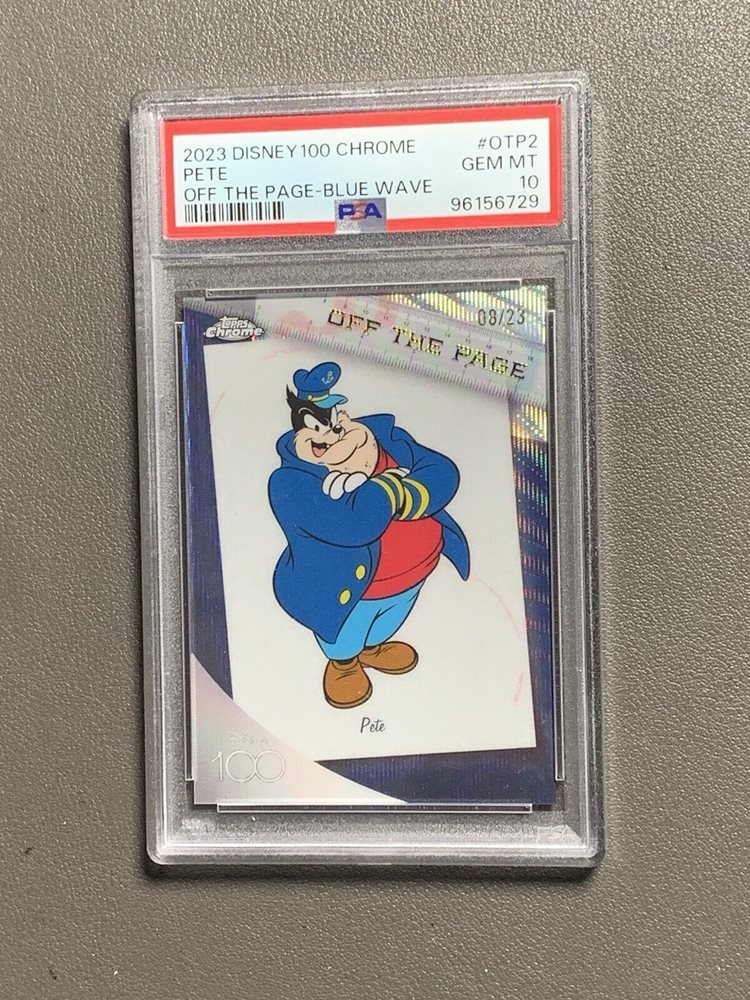 2023 DISNEY100 CHROME #OTP2
PETE GEM MT
OFF THE PAGE-BLUE WAVE 10
PSA 96156729
Topps
Chrome
08/23
OFF THE PAGE
Pete
Disney
100